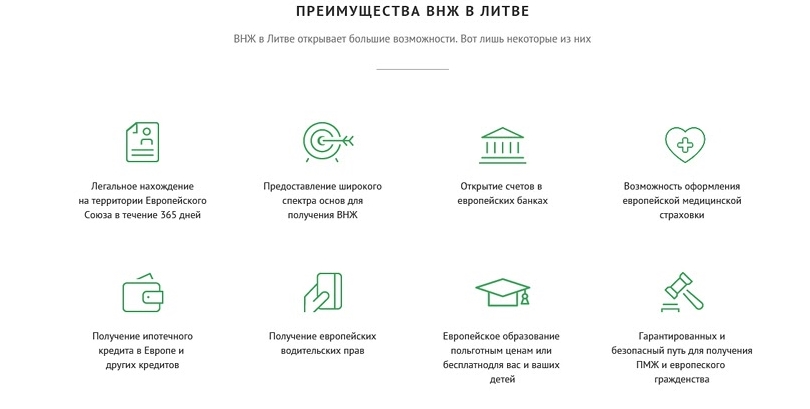 ПРЕИМУЩЕСТВА ВНЖ В ЛИТВЕ
ВНЖ в Литве открывает большие возможности. Вот лишь некоторые из них
Легальное нахождение
на территории Европейского
Союза в течение 365 дней
Предоставление широкого
спектра основ для
получения ВНЖ
Открытие счетов в
европейских банках
Возможность оформления
европейской медицинской
страховки
Получение ипотечного
кредита в Европе и
других кредитов
Получение европейских
водительских прав
Европейское образование
польготным ценам или
бесплатнодля вас и ваших
детей
Гарантированных и
безопасный путь для получения
ПМЖ и европеского
гражденства